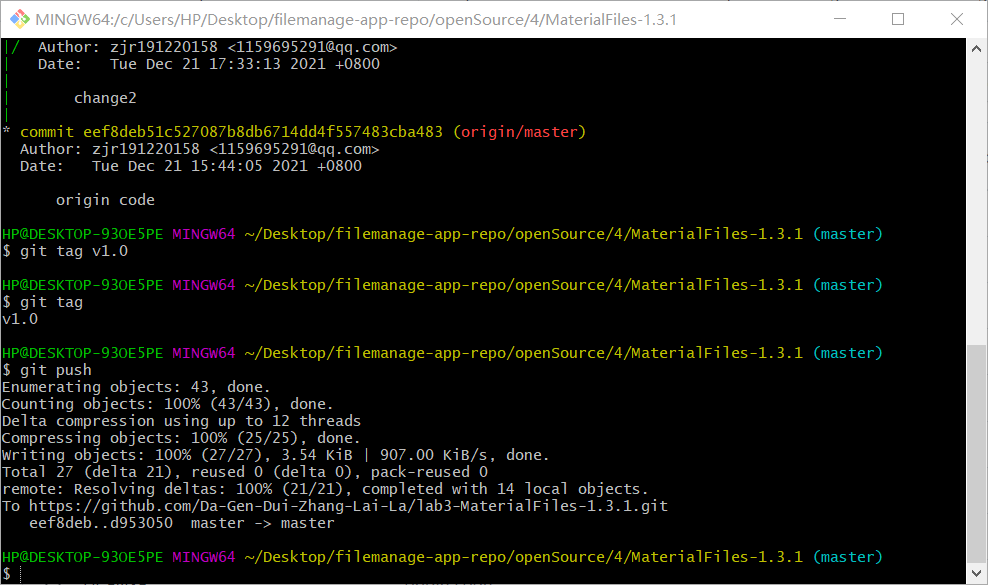 MINGW64:/c/Users/HP/Desktop/filemanage-app-repo/openSource/4/MaterialFiles-1.3.1
|/  Author: zjr191220158 <1159695291@qq.com>
|   Date:   Tue Dec 21 17:33:13 2021 +0800
|
|       change2
|
* commit eef8deb51c527087b8db6714dd4f557483cba483 (origin/master)
  Author: zjr191220158 <1159695291@qq.com>
  Date:   Tue Dec 21 15:44:05 2021 +0800

      origin code

HP@DESKTOP-93OE5PE MINGW64 ~/Desktop/filemanage-app-repo/openSource/4/MaterialFiles-1.3.1 (master)
$ git tag v1.0

HP@DESKTOP-93OE5PE MINGW64 ~/Desktop/filemanage-app-repo/openSource/4/MaterialFiles-1.3.1 (master)
$ git tag
v1.0

HP@DESKTOP-93OE5PE MINGW64 ~/Desktop/filemanage-app-repo/openSource/4/MaterialFiles-1.3.1 (master)
$ git push
Enumerating objects: 43, done.
Counting objects: 100% (43/43), done.
Delta compression using up to 12 threads
Compressing objects: 100% (25/25), done.
Writing objects: 100% (27/27), 3.54 KiB | 907.00 KiB/s, done.
Total 27 (delta 21), reused 0 (delta 0), pack-reused 0
remote: Resolving deltas: 100% (21/21), completed with 14 local objects.
To https://github.com/Da-Gen-Dui-Zhang-Lai-La/lab3-MaterialFiles-1.3.1.git
   eef8deb..d953050  master -> master

HP@DESKTOP-93OE5PE MINGW64 ~/Desktop/filemanage-app-repo/openSource/4/MaterialFiles-1.3.1 (master)
$